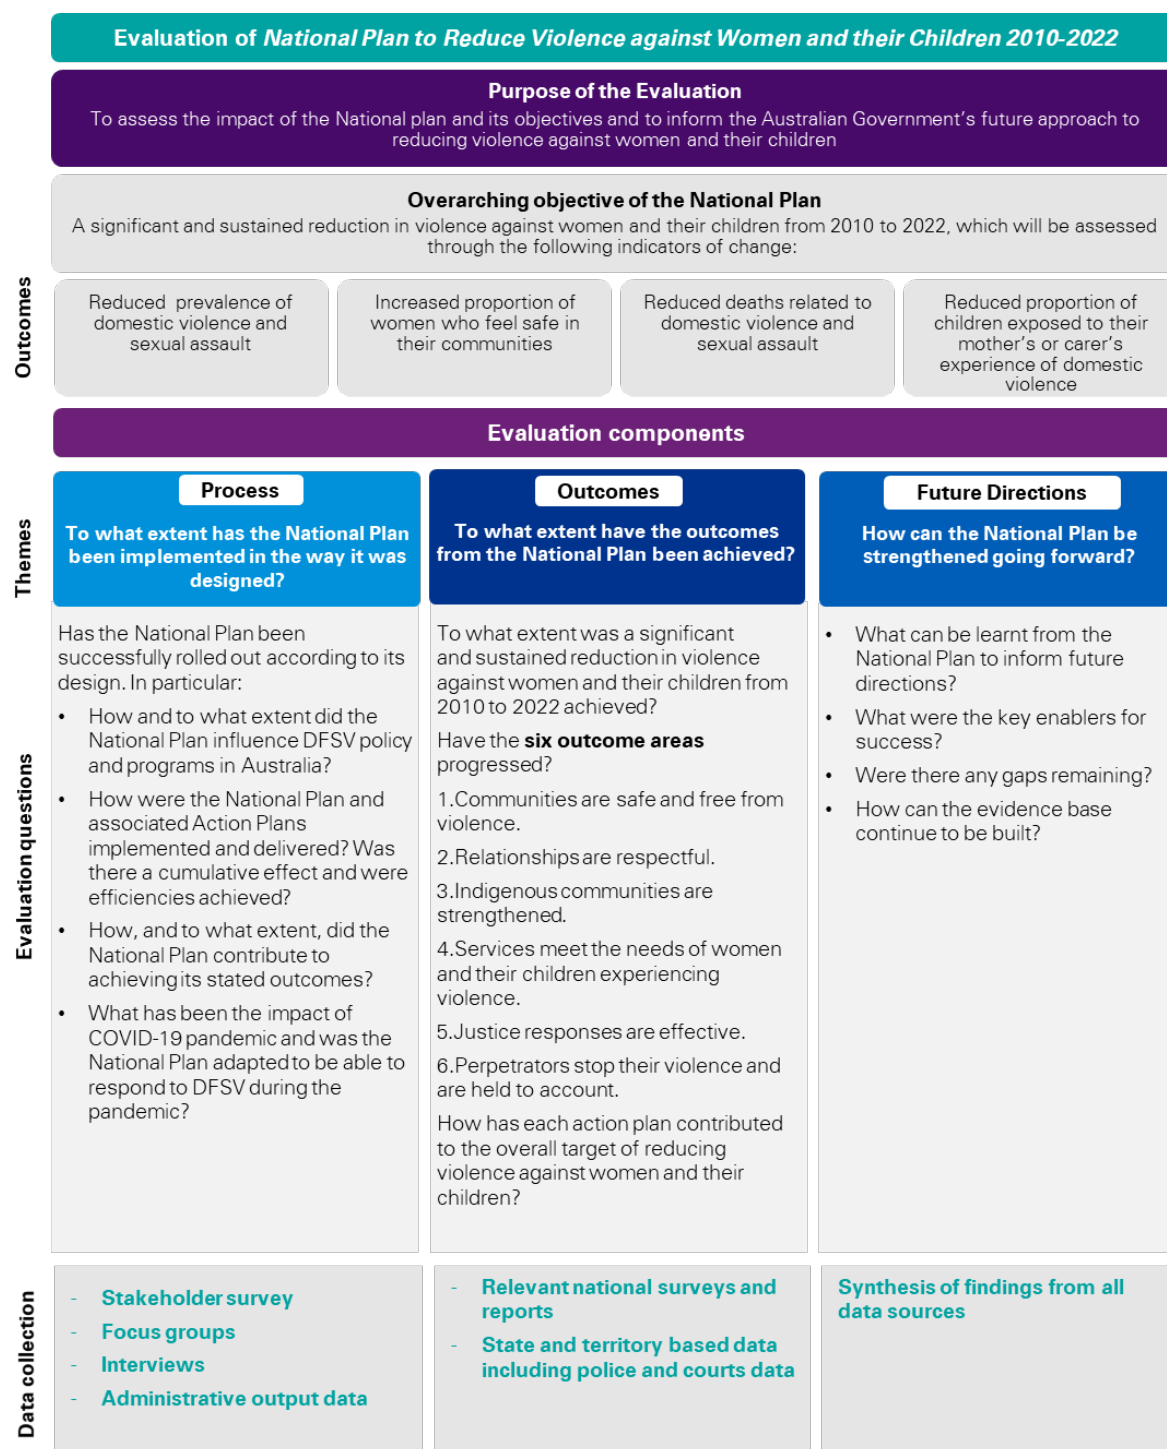 Evaluation of National Plan to Reduce Violence against Women and their Children 2010-2022
Purpose of the Evaluation
To assess the impact of the National plan and its objectives and to inform the Australian Government's future approach to
reducing violence against women and their children
Overarching objective of the National Plan
A significant and sustained reduction in violence against women and their children from 2010 to 2022, which will be assessed
through the following indicators of change:
Outcomes
Reduced prevalence of
domestic violence and
sexual assault
Increased proportion of
women who feel safe in
their communities
Reduced deaths related to
domestic violence and
sexual assault
Reduced proportion of
children exposed to their
mother's or carer's
experience of domestic
violence
Evaluation components
Themes
Process
To what extent has the National Plan
been implemented in the way it was
designed?
Outcomes
To what extent have the outcomes
from the National Plan been achieved?
Future Directions
How can the National Plan be
strengthened going forward?
Evaluation questions
Has the National Plan been
successfully rolled out according to its
design. In particular:
• How and to what extent did the
National Plan influence DFSV policy
and programs in Australia?
• How were the National Plan and
associated Action Plans
implemented and delivered? Was
there a cumulative effect and were
efficiencies achieved?
• How, and to what extent, did the
National Plan contribute to
achieving its stated outcomes?
• What has been the impact of
COVID-19 pandemic and was the
National Plan adapted to be able to
respond to DFSV during the
pandemic?
To what extent was a significant
and sustained reduction in violence
against women and their children from
2010 to 2022 achieved?
Have the six outcome areas
progressed?
1.Communities are safe and free from
violence.
2.Relationships are respectful.
3.Indigenous communities are
strengthened.
4.Services meet the needs of women
and their children experiencing
violence.
5.Justice responses are effective.
6.Perpetrators stop their violence and
are held to account.
How has each action plan contributed
to the overall target of reducing
violence against women and their
children?
• What can be learnt from the
National Plan to inform future
directions?
• What were the key enablers for
success?
• Were there any gaps remaining?
• How can the evidence base
continue to be built?
Data collection
- Stakeholder survey
- Focus groups
- Interviews
- Administrative output data
- Relevant national surveys and
reports
- State and territory based data
including police and courts data
Synthesis of findings from all
data sources